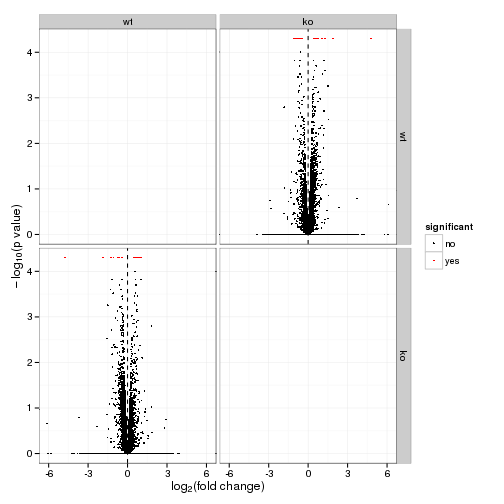 wt ko
4
3
2
1
0
wt
4
3
2
1
0
ko
-6 -3 0 3 6 -6 -3 0 3 6
log2(fold change)
−log10(p value)
significant
no
yes